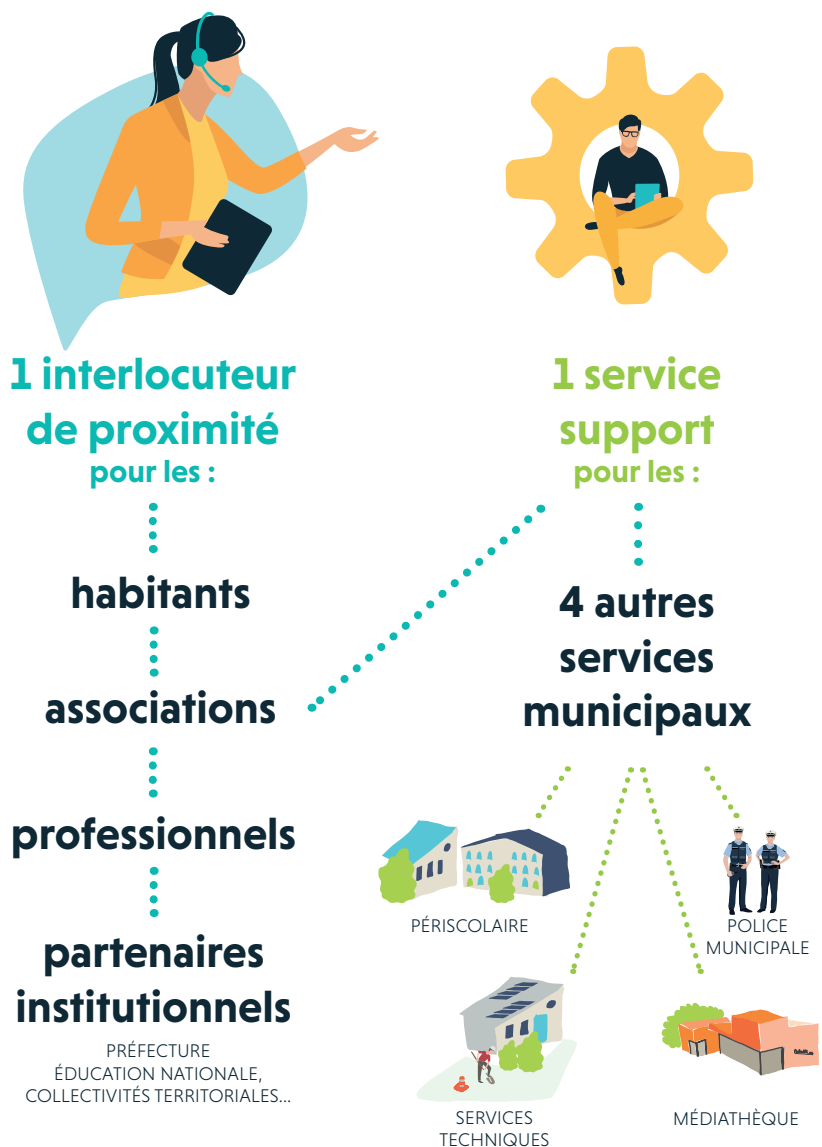 1 interlocuteur
de proximité
pour les :
habitants
associations
professionnels
partenaires
institutionnels
PRÉFECTURE
ÉDUCATION NATIONALE,
COLLECTIVITÉS TERRITORIALES...
1 service
support
pour les :
4 autres
services
municipaux
PÉRISCOLAIRE
POLICE
MUNICIPALE
SERVICES
TECHNIQUES
MÉDIATHÈQUE